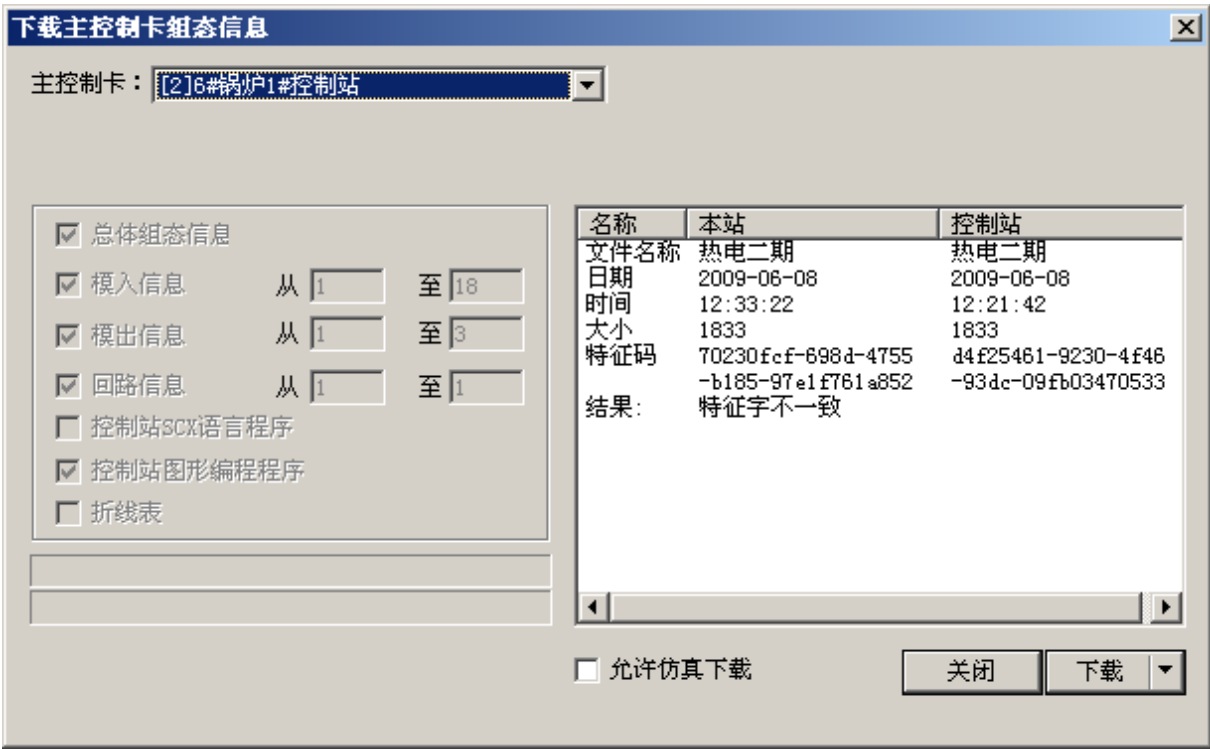 下载主控制卡组态信息
主控制卡：[2]6#锅炉1#控制站
总体组态信息
模入信息 从 1 至 18
模出信息 从 1 至 3
回路信息 从 1 至 1
控制站SCX语言程序
控制站图形编程程序
折线表
名称 本站 控制站
文件名称 热电二期 热电二期
日期 2009-06-08 2009-06-08
时间 12:33:22 12:21:42
大小 1833 1833
特征码 70230fcf-698d-4755 d4f25461-9230-4f46
-b185-97e1f761a852 -93dc-09fb03470533
结果: 特征字不一致
允许仿真下载
关闭 下载